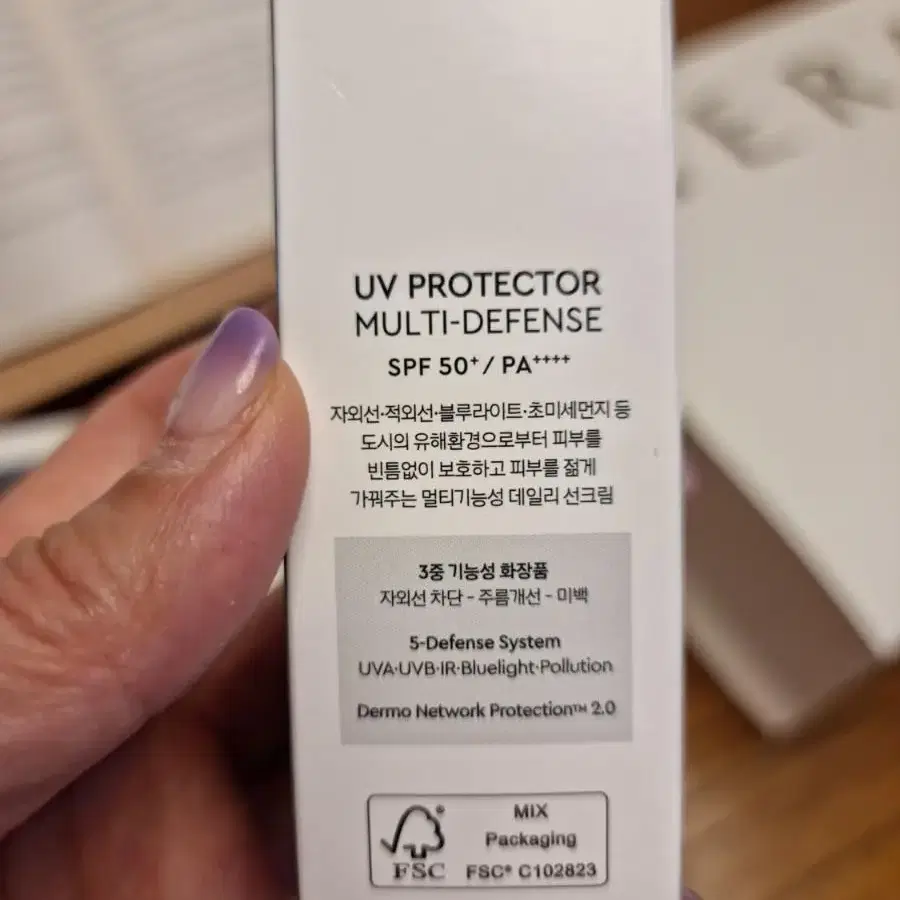 UV PROTECTOR
MULTI-DEFENSE
SPF 50+ / PA++++
자외선·적외선·블루라이트·초미세먼지 등
도시의 유해환경으로부터 피부를
빈틈없이 보호하고 피부를 젊게
가꿔주는 멀티기능성 데일리 선크림
3중 기능성 화장품
자외선 차단 - 주름개선 - 미백
5-Defense System
UVA·UVB·IR·Bluelight·Pollution
Dermo Network Protection™ 2.0
FSC®
MIX
Packaging
FSC® C102823